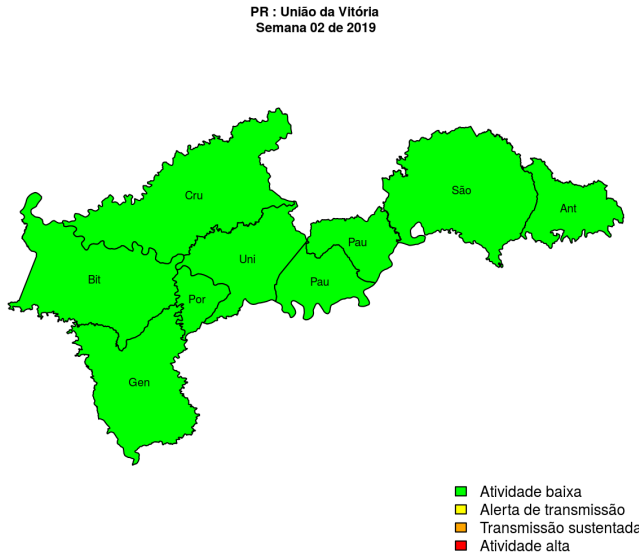 PR : União da Vitória
Semana 02 de 2019
Cru
São
Ant
Pau
Uni
Bit
Pau
Por
Gen
Atividade baixa
Alerta de transmissão
Transmissão sustentada
Atividade alta